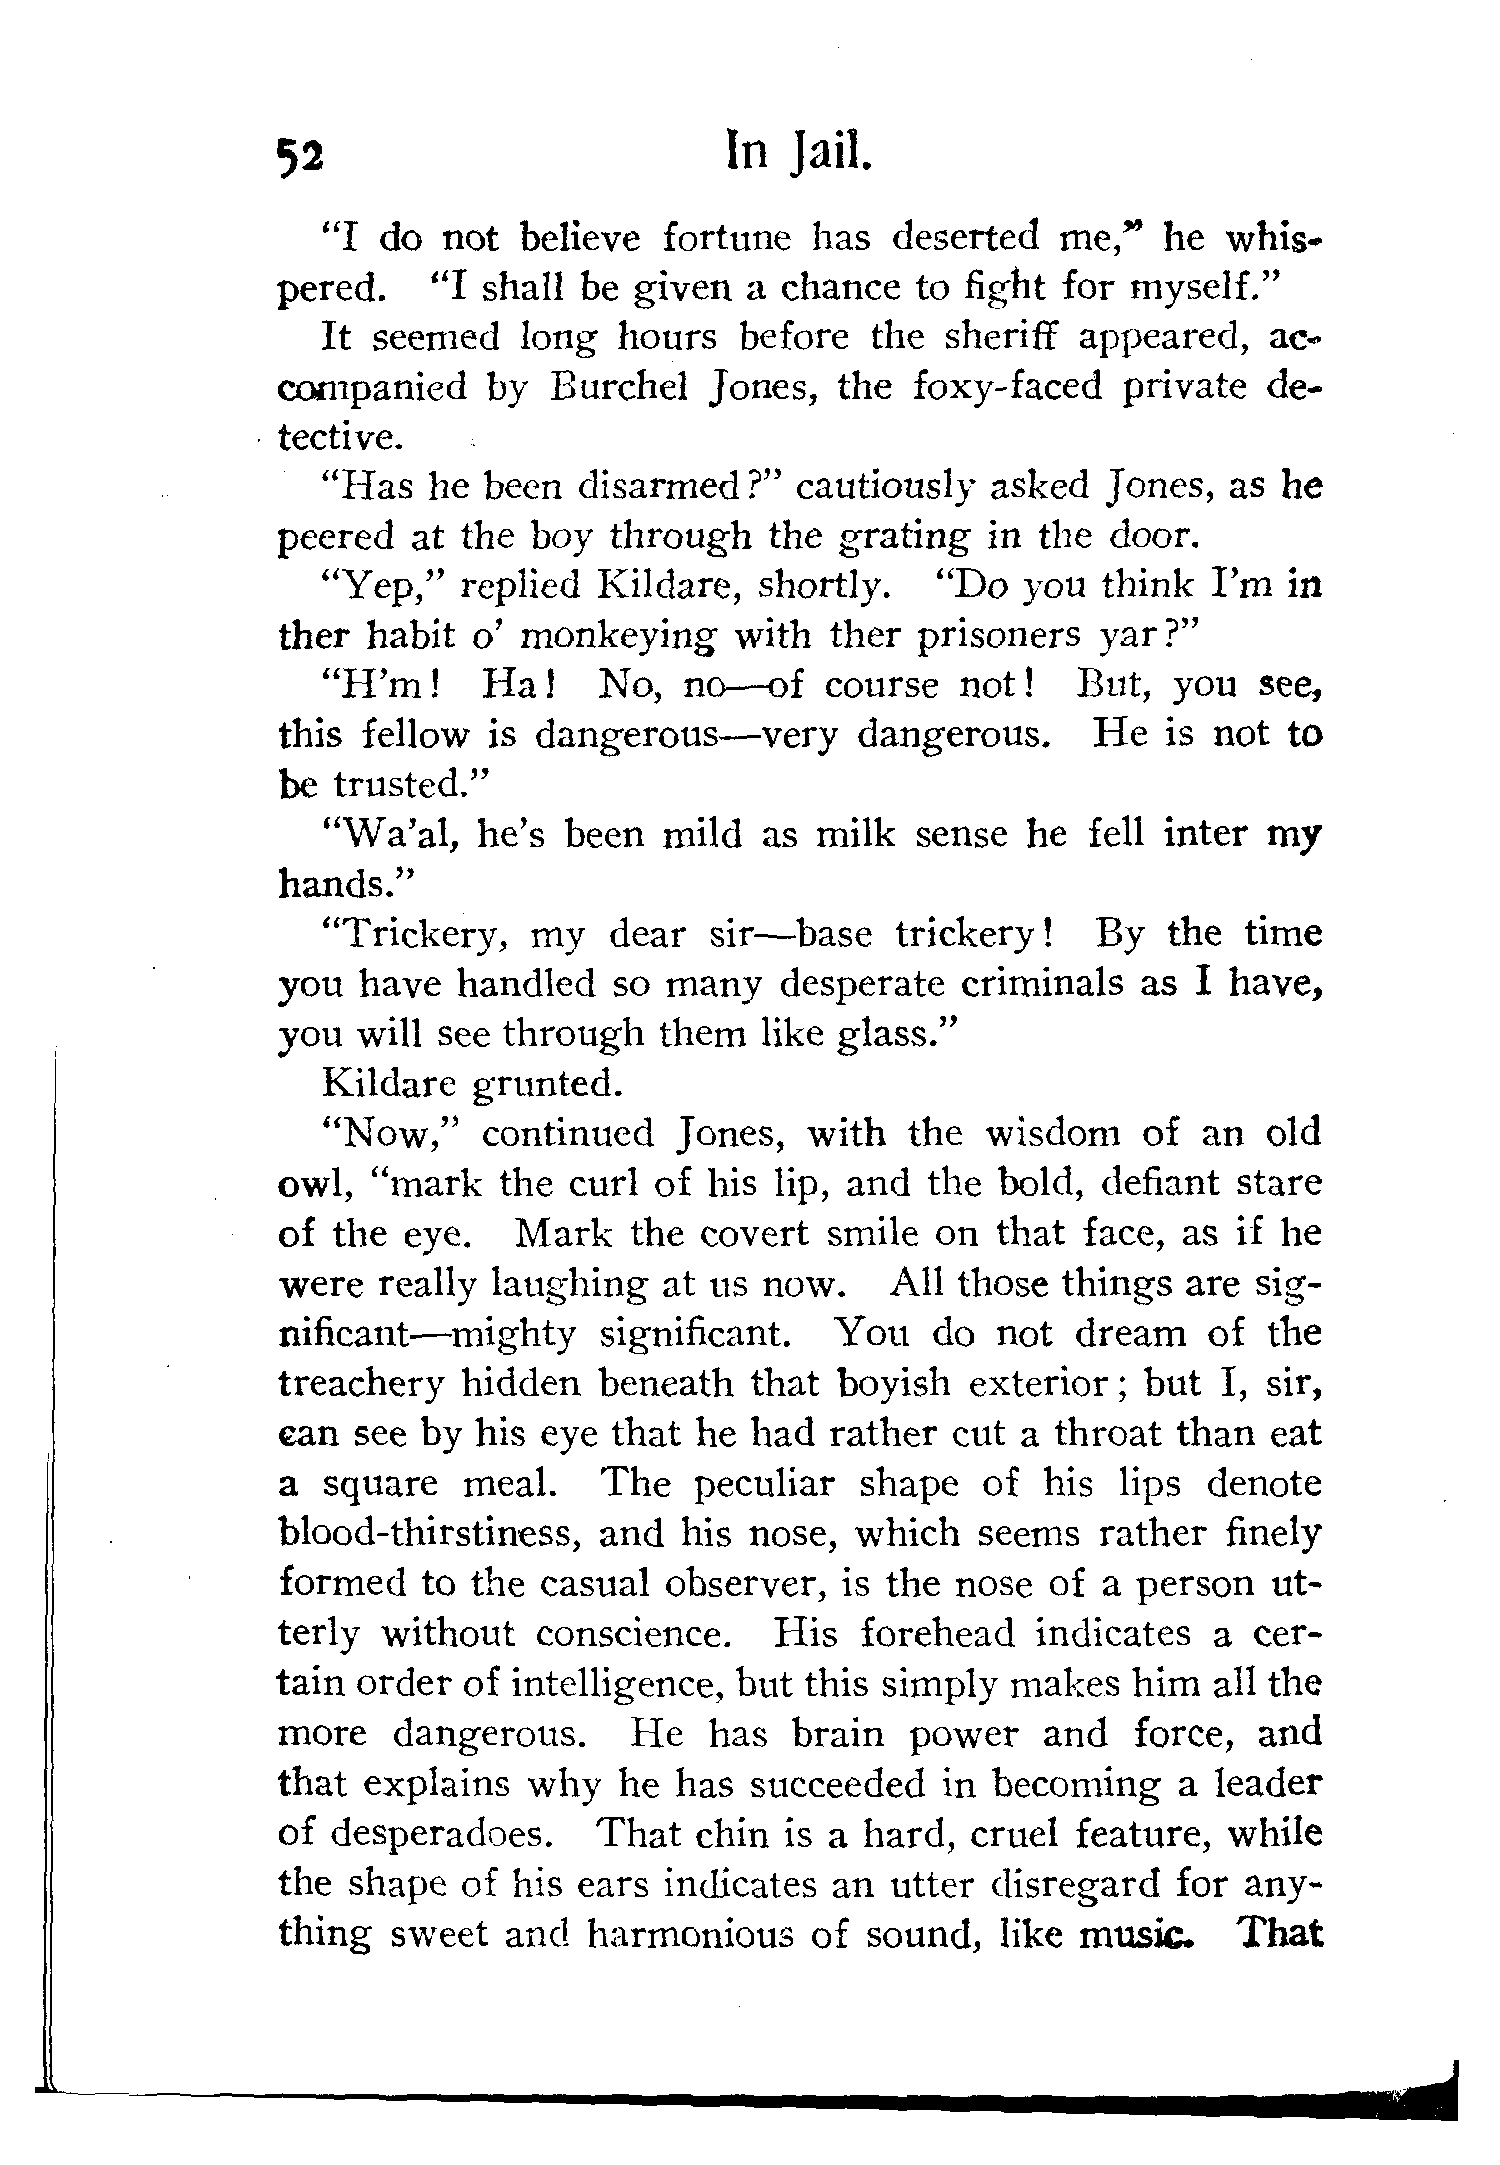 52 In Jail.
“I do not believe fortune has deserted me,” he whis-
pered. “I shall be given a chance to fight for myself.”
It seemed long hours before the sheriff appeared, ac-
companied by Burchel Jones, the foxy-faced private de-
tective.
“Has he been disarmed?” cautiously asked Jones, as he
peered at the boy through the grating in the door.
“Yep,” replied Kildare, shortly. “Do you think I’m in
ther habit o’ monkeying with ther prisoners yar?”
“H’m! Ha! No, no—of course not! But, you see,
this fellow is dangerous—very dangerous. He is not to
be trusted.”
“Wa’al, he’s been mild as milk sense he fell inter my
hands.”
“Trickery, my dear sir—base trickery! By the time
you have handled so many desperate criminals as I have,
you will see through them like glass.”
Kildare grunted.
“Now,” continued Jones, with the wisdom of an old
owl, “mark the curl of his lip, and the bold, defiant stare
of the eye. Mark the covert smile on that face, as if he
were really laughing at us now. All those things are sig-
nificant—mighty significant. You do not dream of the
treachery hidden beneath that boyish exterior; but I, sir,
can see by his eye that he had rather cut a throat than eat
a square meal. The peculiar shape of his lips denote
blood-thirstiness, and his nose, which seems rather finely
formed to the casual observer, is the nose of a person ut-
terly without conscience. His forehead indicates a cer-
tain order of intelligence, but this simply makes him all the
more dangerous. He has brain power and force, and
that explains why he has succeeded in becoming a leader
of desperadoes. That chin is a hard, cruel feature, while
the shape of his ears indicates an utter disregard for any-
thing sweet and harmonious of sound, like music. That